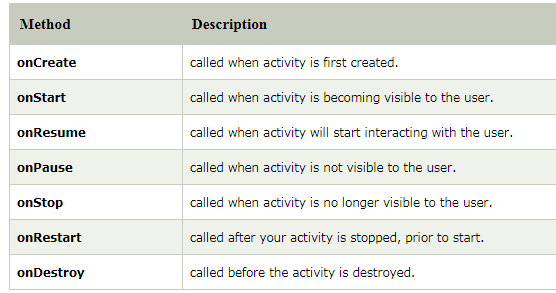 Method Description
onCreate called when activity is first created.
onStart called when activity is becoming visible to the user.
onResume called when activity will start interacting with the user.
onPause called when activity is not visible to the user.
onStop called when activity is no longer visible to the user.
onRestart called after your activity is stopped, prior to start.
onDestroy called before the activity is destroyed.